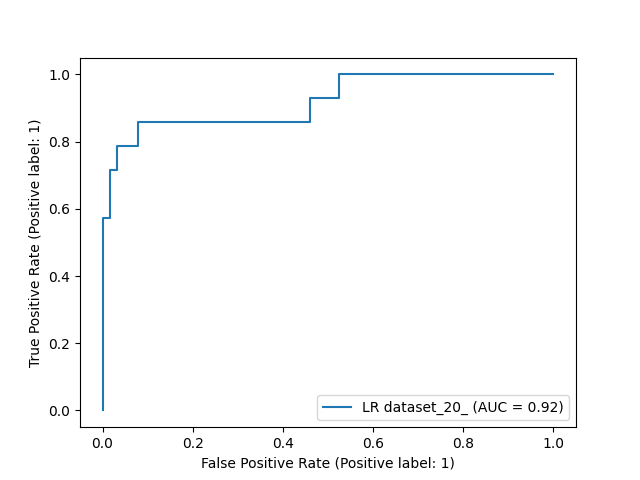 1.0
0.8
0.6
0.4
0.2
0.0
True Positive Rate (Positive label: 1)
LR dataset_20_ (AUC = 0.92)
0.0 0.2 0.4 0.6 0.8 1.0
False Positive Rate (Positive label: 1)